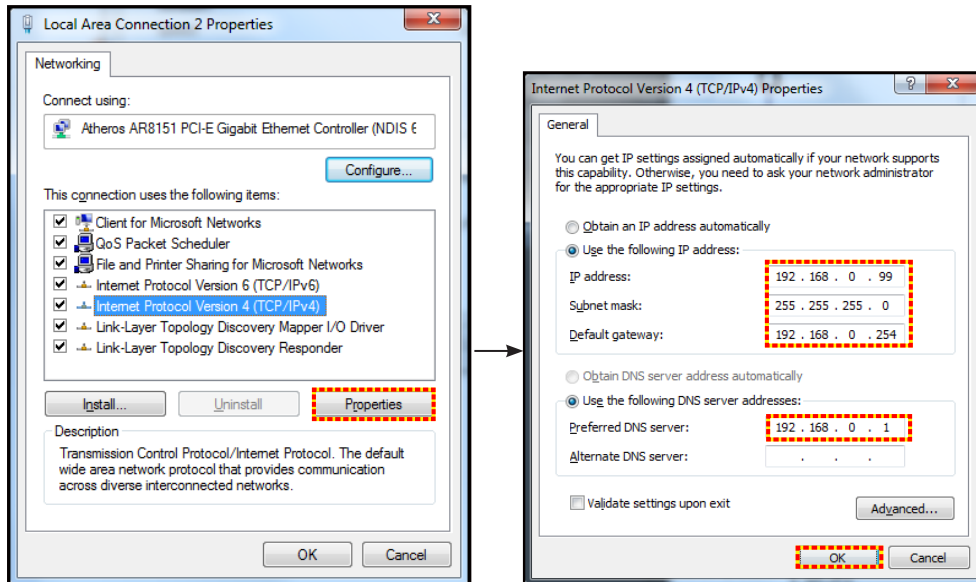 Local Area Connection 2 Properties
Networking
Connect using:
Atheros AR8151 PCI-E Gigabit Ethernet Controller (NDIS 6
Configure...
This connection uses the following items:
Client for Microsoft Networks
QoS Packet Scheduler
File and Printer Sharing for Microsoft Networks
Internet Protocol Version 6 (TCP/IPv6)
Internet Protocol Version 4 (TCP/IPv4)
Link-Layer Topology Discovery Mapper I/O Driver
Link-Layer Topology Discovery Responder
Install...
Uninstall
Properties
Description
Transmission Control Protocol/Internet Protocol. The default
wide area network protocol that provides communication
across diverse interconnected networks.
OK
Cancel
Internet Protocol Version 4 (TCP/IPv4) Properties
General
You can get IP settings assigned automatically if your network supports
this capability. Otherwise, you need to ask your network administrator
for the appropriate IP settings.
Obtain an IP address automatically
Use the following IP address:
IP address: 192 . 168 . 0 . 99
Subnet mask: 255 . 255 . 255 . 0
Default gateway: 192 . 168 . 0 . 254
Obtain DNS server address automatically
Use the following DNS server addresses:
Preferred DNS server: 192 . 168 . 0 . 1
Alternate DNS server: . . .
Validate settings upon exit
Advanced...
OK
Cancel